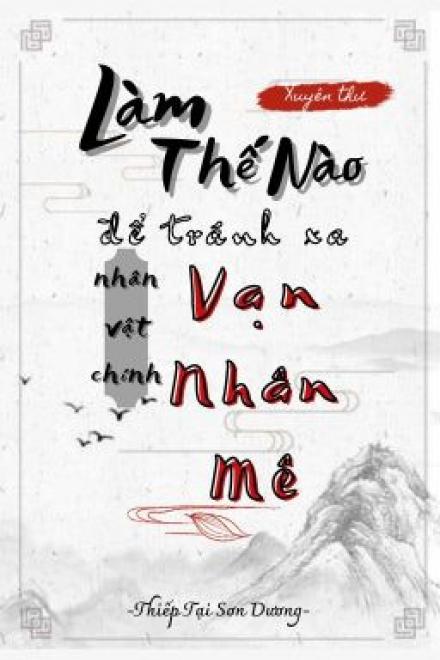 Xuyên thư
Làm
Thế Nào
để tránh xa
nhân
vật
chính
Vạn
Nhân
mê
-Thiếp Tại Sơn Dương-